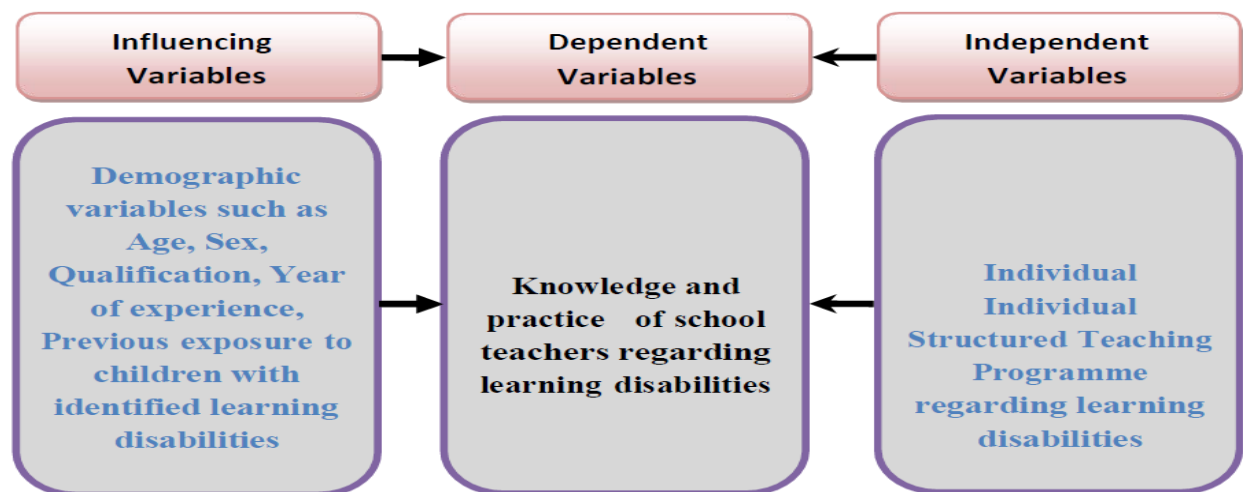 Influencing
Variables
Dependent
Variables
Independent
Variables
Demographic
variables such as
Age, Sex,
Qualification, Year
of experience,
Previous exposure to
children with
identified learning
disabilities
Knowledge and
practice of school
teachers regarding
learning disabilities
Individual
Individual
Structured Teaching
Programme
regarding learning
disabilities